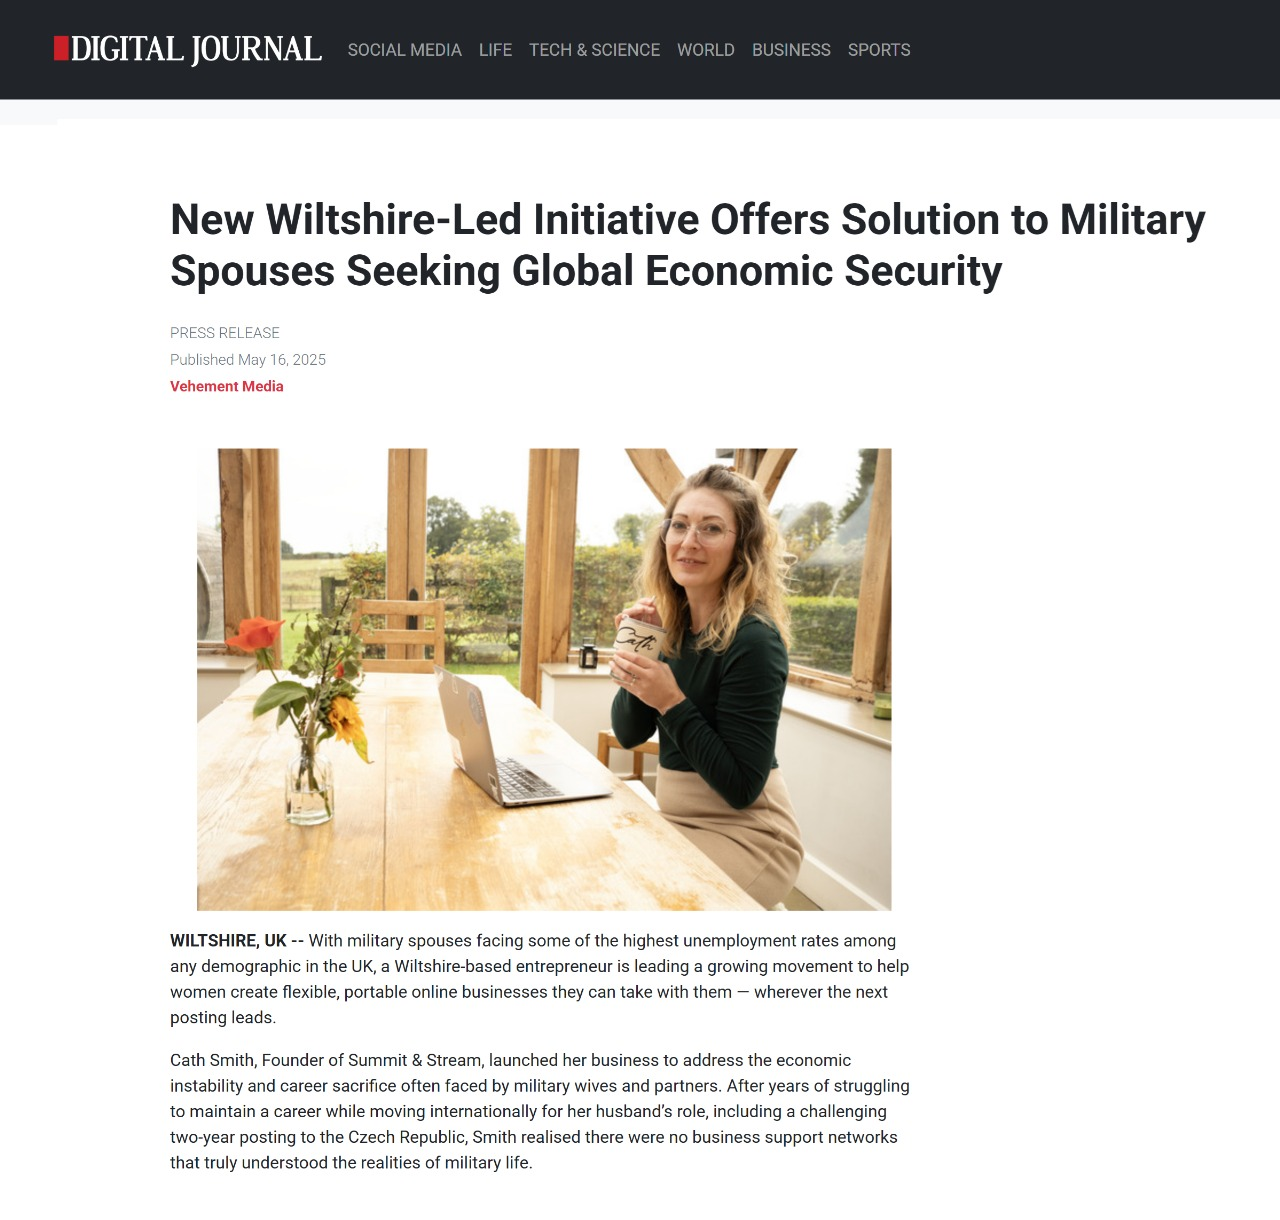 DIGITAL JOURNAL SOCIAL MEDIA LIFE TECH & SCIENCE WORLD BUSINESS SPORTS
New Wiltshire-Led Initiative Offers Solution to Military
Spouses Seeking Global Economic Security
PRESS RELEASE
Published May 16, 2025
Vehement Media
Cath
WILTSHIRE, UK -- With military spouses facing some of the highest unemployment rates among
any demographic in the UK, a Wiltshire-based entrepreneur is leading a growing movement to help
women create flexible, portable online businesses they can take with them — wherever the next
posting leads.
Cath Smith, Founder of Summit & Stream, launched her business to address the economic
instability and career sacrifice often faced by military wives and partners. After years of struggling
to maintain a career while moving internationally for her husband’s role, including a challenging
two-year posting to the Czech Republic, Smith realised there were no business support networks
that truly understood the realities of military life.